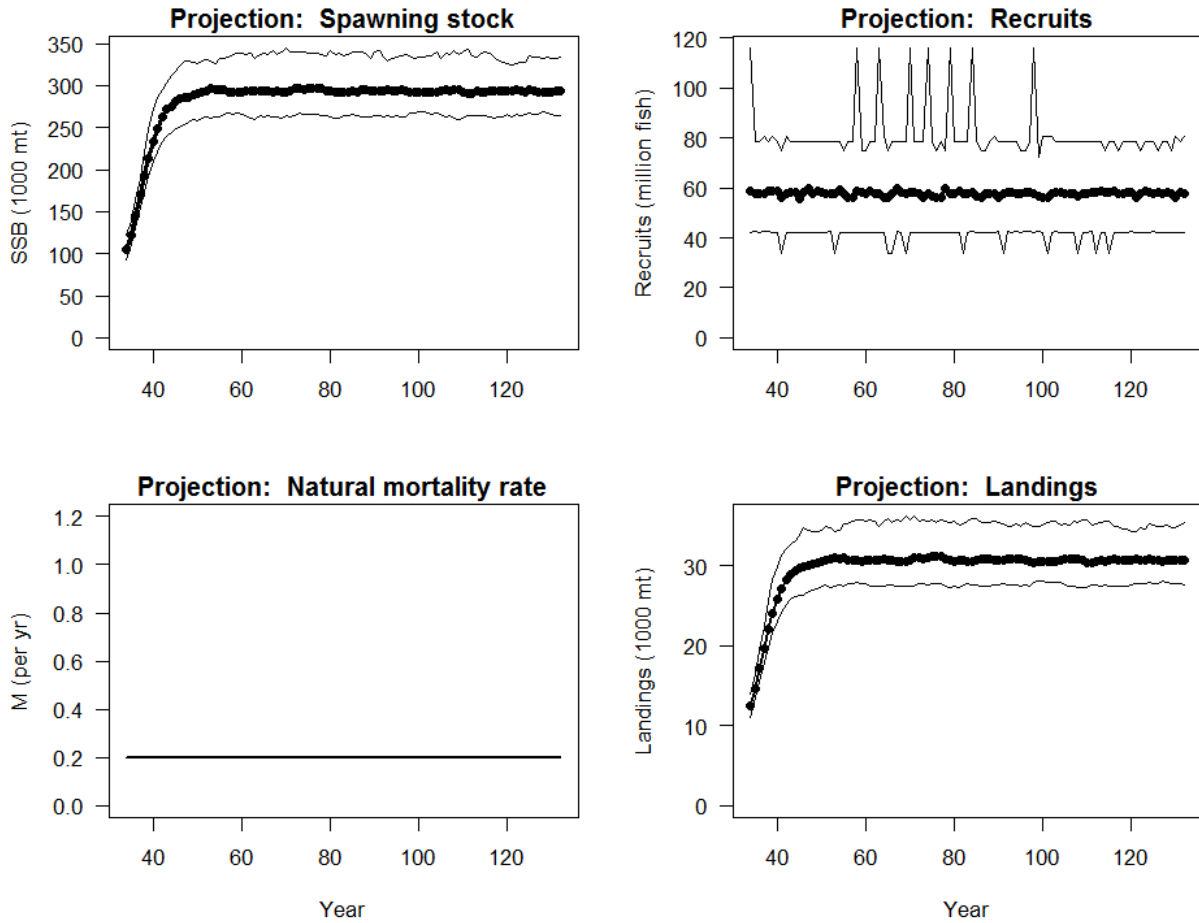 Projection:  Spawning stock
SSB (1000 mt)
350
300
250
200
150
100
50
0
40 60 80 100 120
Projection:  Recruits
Recruits (million fish)
120
100
80
60
40
20
0
40 60 80 100 120
Projection:  Natural mortality rate
M (per yr)
1.2
1.0
0.8
0.6
0.4
0.2
0.0
40 60 80 100 120
Year
Projection:  Landings
Landings (1000 mt)
30
20
10
0
40 60 80 100 120
Year